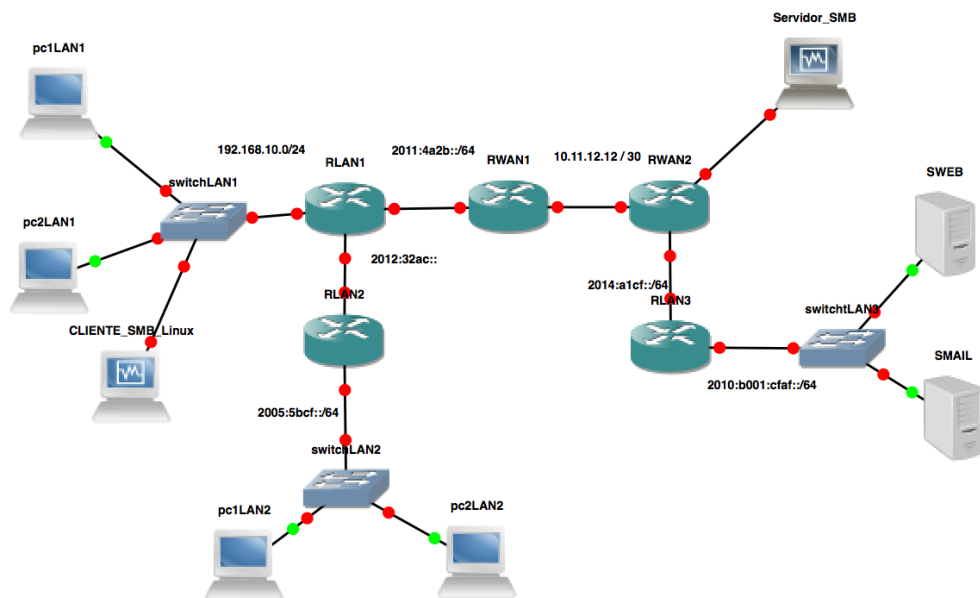 Servidor_SMB
pc1LAN1
192.168.10.0/24
RLAN1
2011:4a2b::/64
RWAN1
10.11.12.12 / 30
RWAN2
SWEB
switchLAN1
pc2LAN1
2012:32ac::
RLAN2
2014:a1cf::/64
RLAN3
switchtLAN3
CLIENTE_SMB_Linux
SMAIL
2010:b001:cfaf::/64
2005:5bcf::/64
switchLAN2
pc1LAN2
pc2LAN2